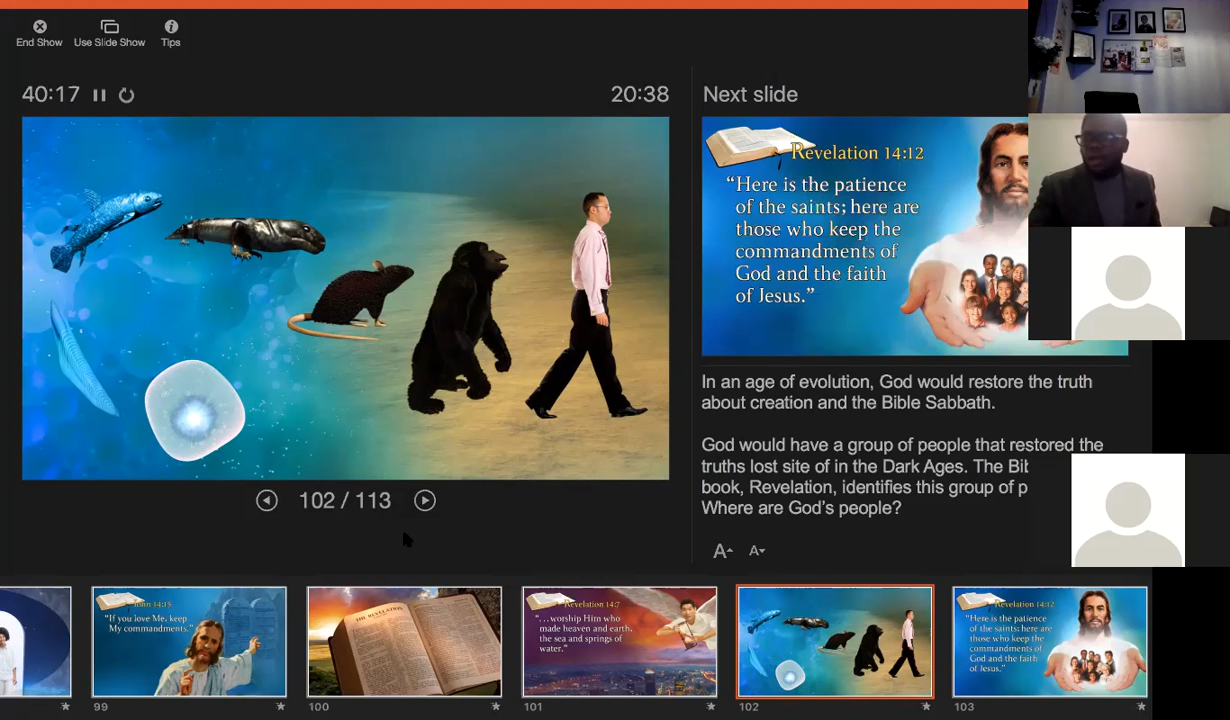 End Show
Use Slide Show
Tips
40:17
20:38
Next slide
Revelation 14:12
“Here is the patience
of the saints; here are
those who keep the
commandments of
God and the faith
of Jesus.”
In an age of evolution, God would restore the truth
about creation and the Bible Sabbath.
God would have a group of people that restored the
truths lost site of in the Dark Ages. The Bib
book, Revelation, identifies this group of p
Where are God’s people?
102 / 113
A A
John 14:15
“If you love Me, keep
My commandments.”
THE REVELATION
Revelation 14:7
“…worship Him who
made heaven and earth,
the sea and springs of
water.”
Revelation 14:12
“Here is the patience
of the saints; here are
those who keep the
commandments of
God and the faith
of Jesus.”
99
100
101
102
103